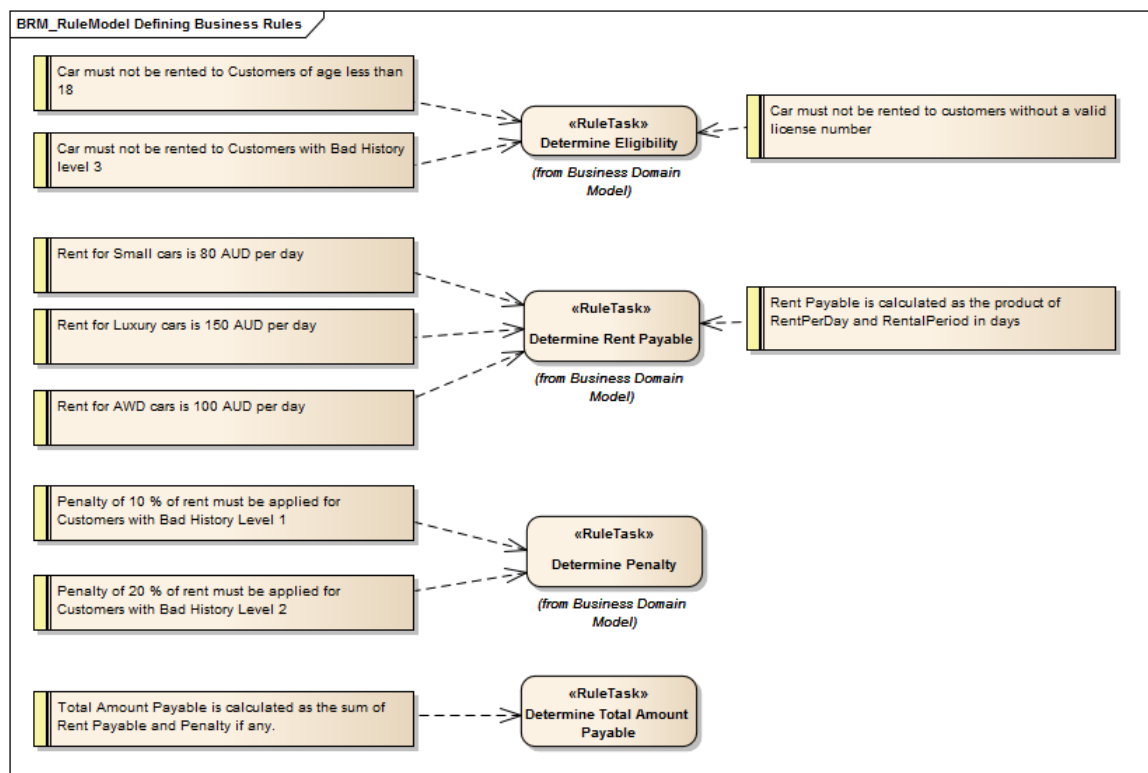 BRM_RuleModel Defining Business Rules
Car must not be rented to Customers of age less than
18
Car must not be rented to Customers with Bad History
level 3
«RuleTask»
Determine Eligibility
(from Business Domain
Model)
Car must not be rented to customers without a valid
license number
Rent for Small cars is 80 AUD per day
Rent for Luxury cars is 150 AUD per day
Rent for AWD cars is 100 AUD per day
«RuleTask»
Determine Rent Payable
(from Business Domain
Model)
Rent Payable is calculated as the product of
RentPerDay and RentalPeriod in days
Penalty of 10 % of rent must be applied for
Customers with Bad History Level 1
Penalty of 20 % of rent must be applied for
Customers with Bad History Level 2
«RuleTask»
Determine Penalty
(from Business Domain
Model)
Total Amount Payable is calculated as the sum of
Rent Payable and Penalty if any.
«RuleTask»
Determine Total Amount
Payable